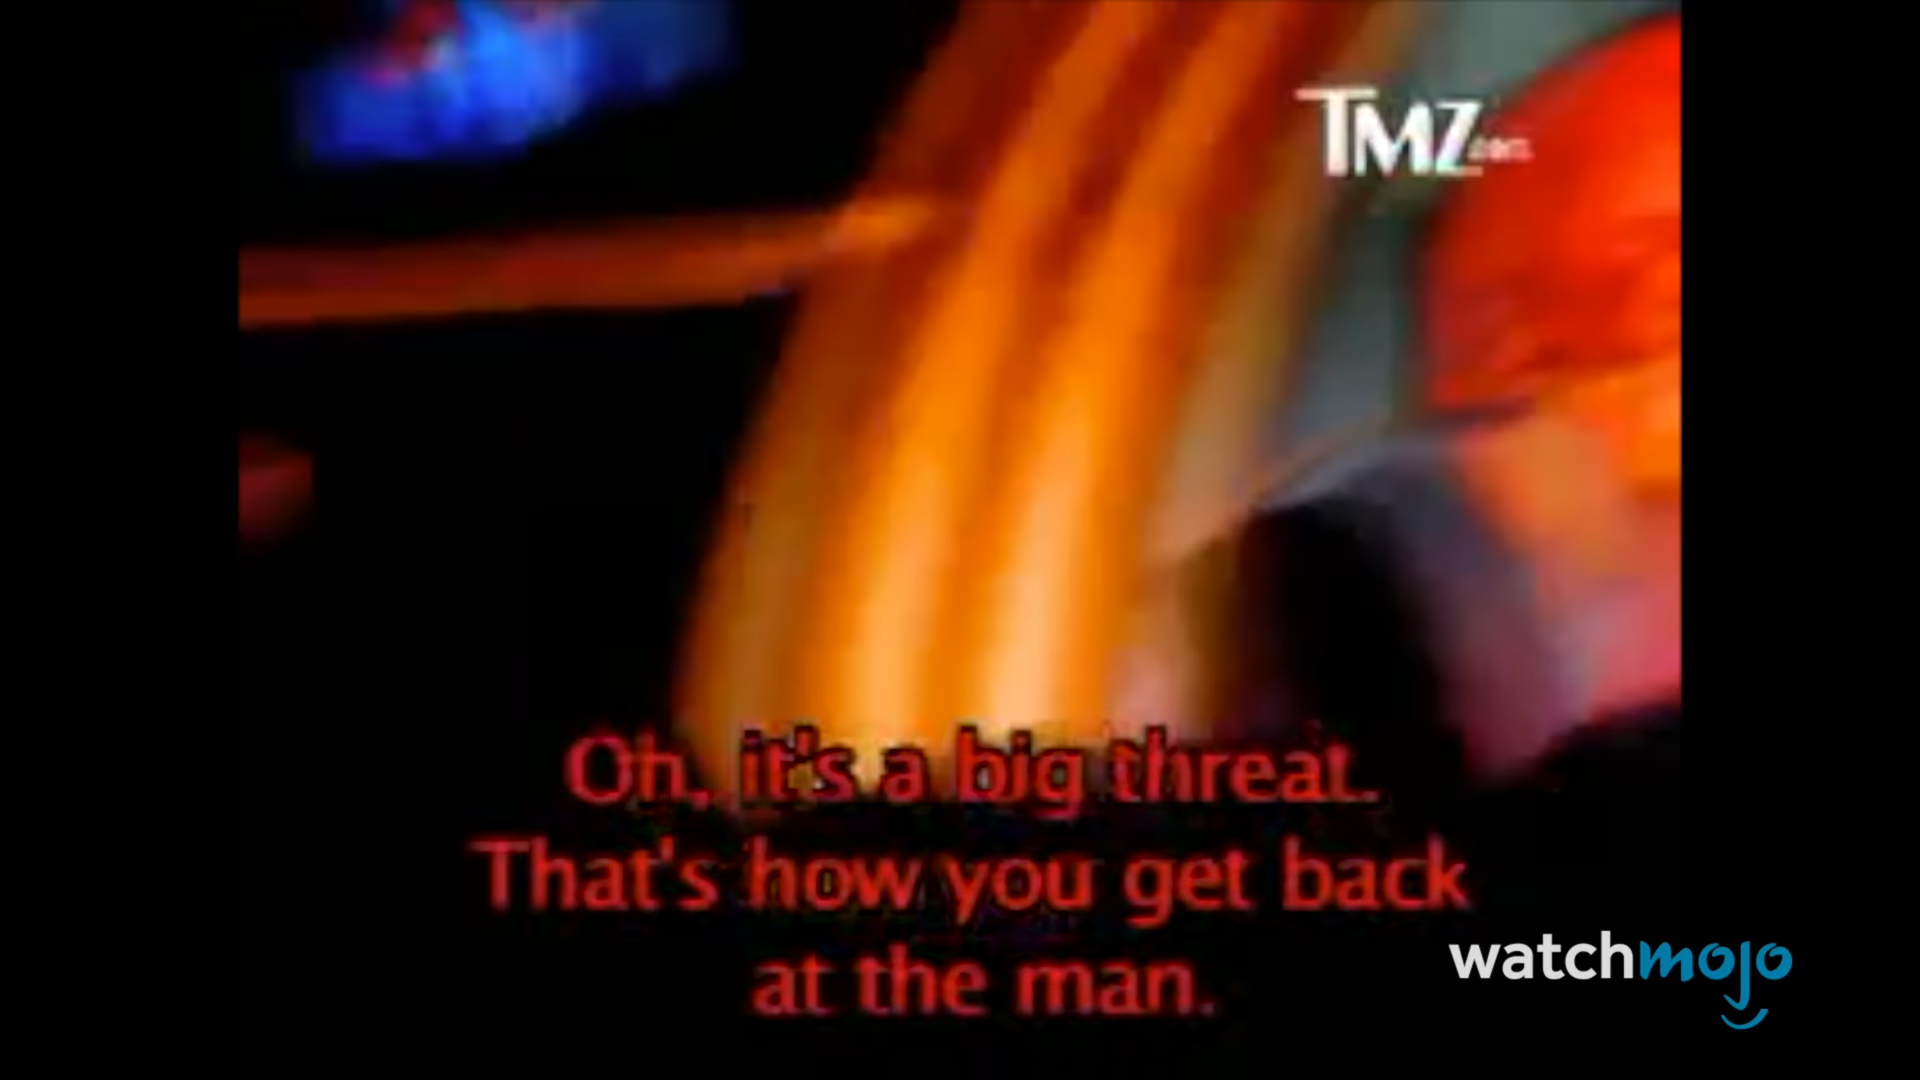 TMZ.com
Oh, it's a big threat.
That's how you get back
at the man.
watchmojo